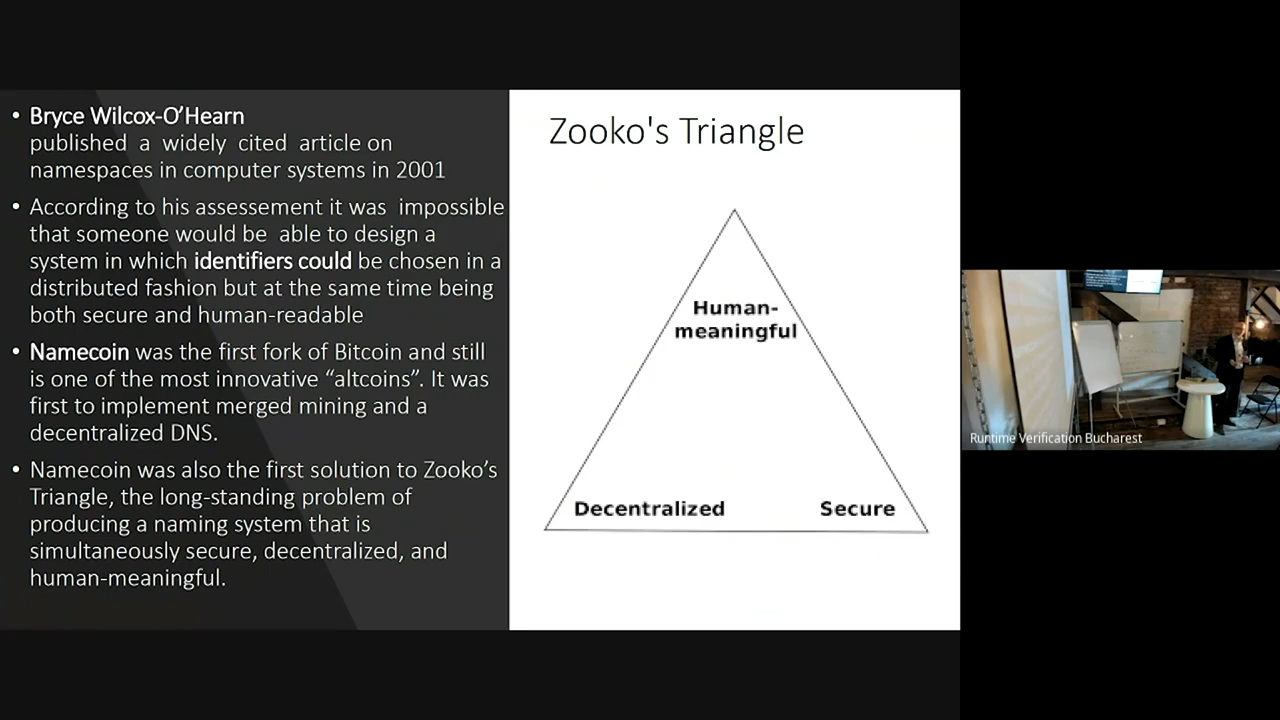 • Bryce Wilcox-O’Hearn
published a widely cited article on
namespaces in computer systems in 2001
• According to his assessement it was impossible
that someone would be able to design a
system in which identifiers could be chosen in a
distributed fashion but at the same time being
both secure and human-readable
• Namecoin was the first fork of Bitcoin and still
is one of the most innovative “altcoins”. It was
first to implement merged mining and a
decentralized DNS.
• Namecoin was also the first solution to Zooko’s
Triangle, the long-standing problem of
producing a naming system that is
simultaneously secure, decentralized, and
human-meaningful.
Zooko's Triangle
Human-
meaningful
Decentralized
Secure
Runtime Verification Bucharest